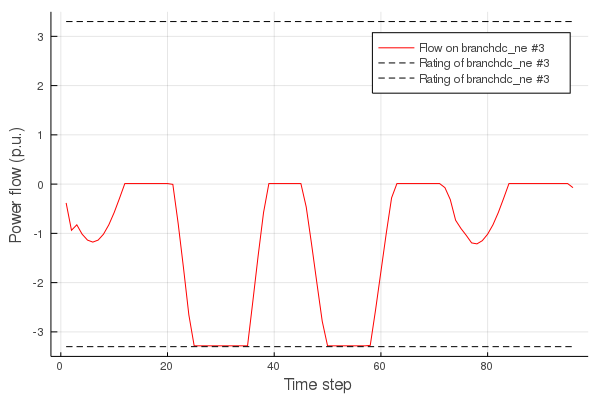 3
2
1
0
-1
-2
-3
Power flow (p.u.)
Flow on branchdc_ne #3
Rating of branchdc_ne #3
Rating of branchdc_ne #3
0 20 40 60 80
Time step